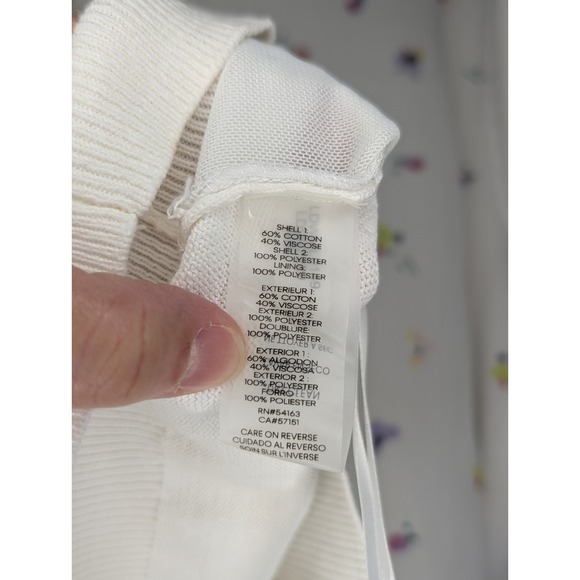 SHELL 1:
60% COTTON
40% VISCOSE
SHELL 2:
100% POLYESTER
LINING:
100% POLYESTER
EXTERIEUR 1:
60% COTON
40% VISCOSE
EXTERIEUR 2:
100% POLYESTER
DOUBLURE:
100% POLYESTER
EXTERIOR 1 :
60% ALGODON
40% VISCOSA
EXTERIOR 2 :
100% POLYESTER
FORRO:
100% POLIESTER
RN#54163
CA#57151
CARE ON REVERSE
CUIDADO AL REVERSO
SOIN SUR L'INVERSE